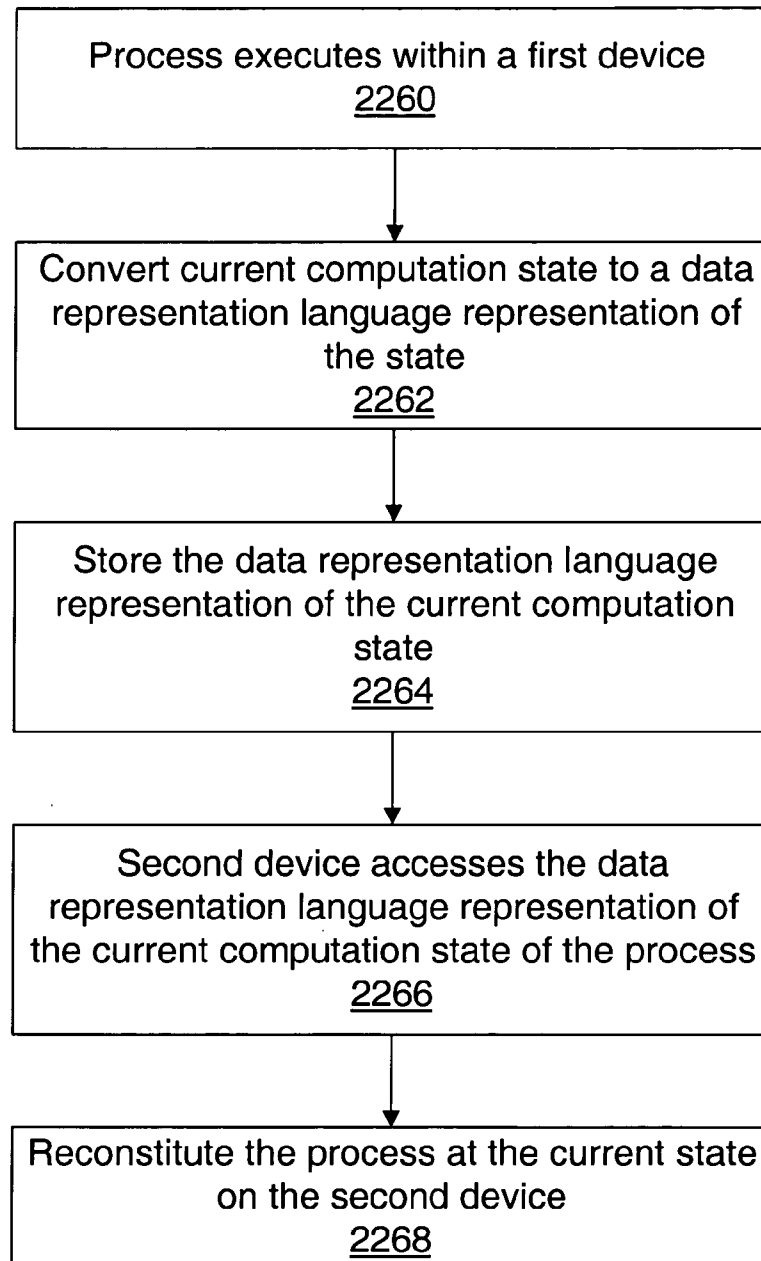 Process executes within a first device
2260
Convert current computation state to a data
representation language representation of
the state
2262
Store the data representation language
representation of the current computation
state
2264
Second device accesses the data
representation language representation of
the current computation state of the process
2266
Reconstitute the process at the current state
on the second device
2268